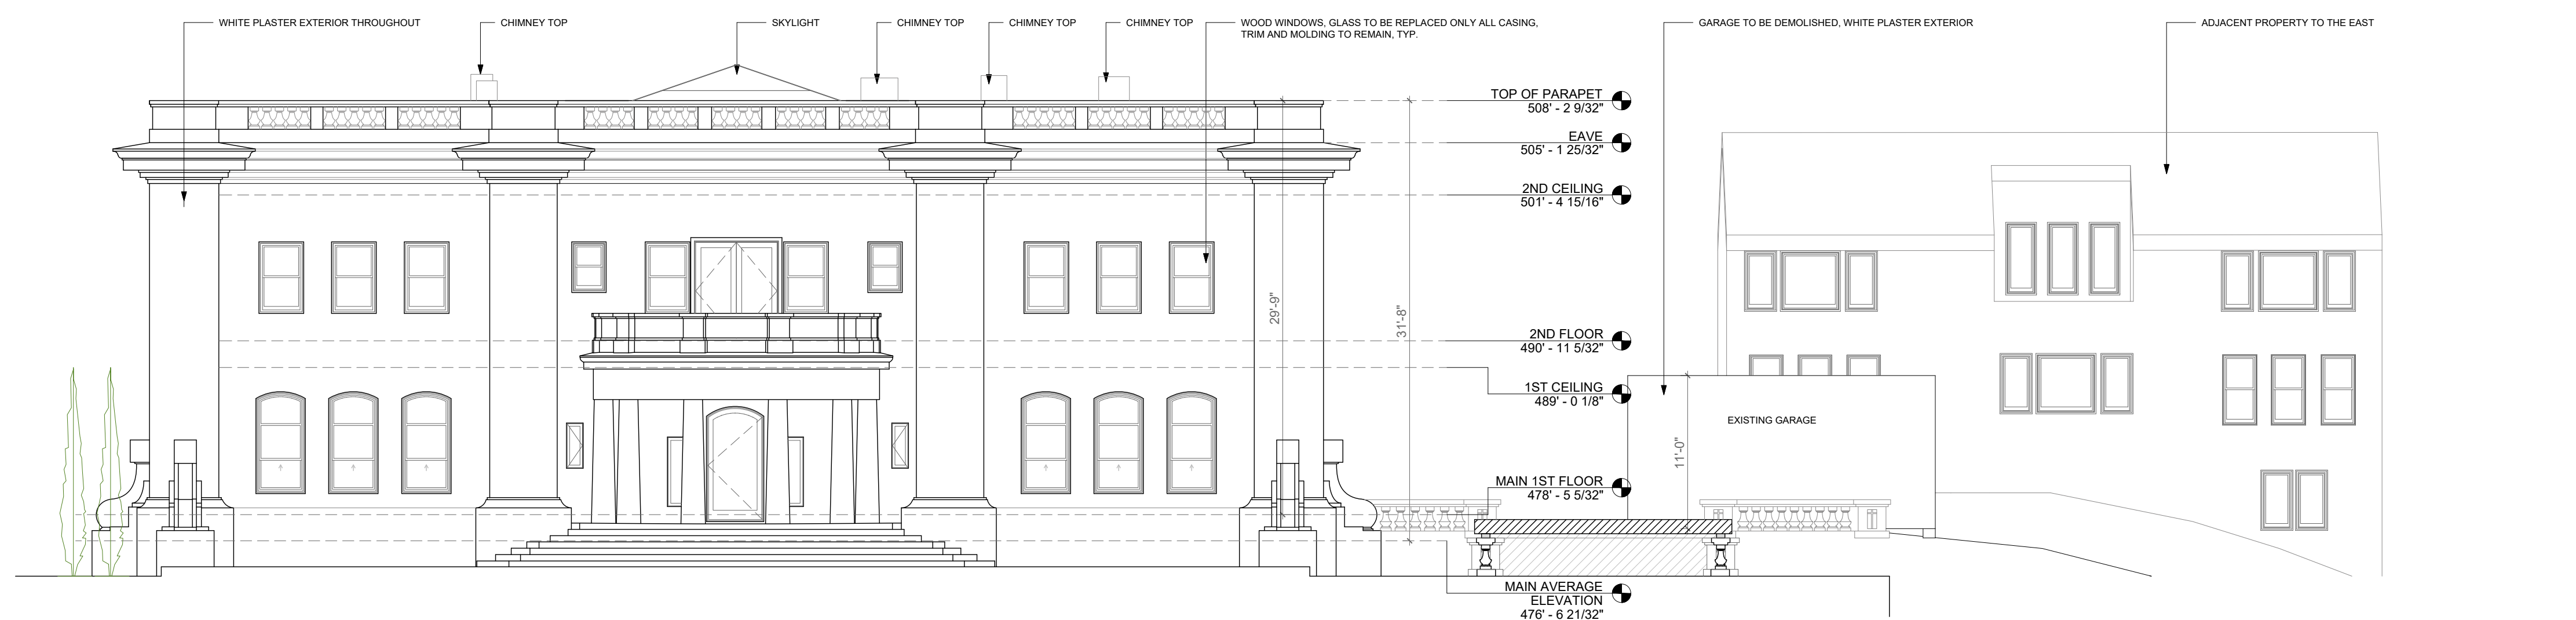 WHITE PLASTER EXTERIOR THROUGHOUT
CHIMNEY TOP
SKYLIGHT
CHIMNEY TOP
CHIMNEY TOP
CHIMNEY TOP
WOOD WINDOWS, GLASS TO BE REPLACED ONLY ALL CASING,
TRIM AND MOLDING TO REMAIN, TYP.
GARAGE TO BE DEMOLISHED, WHITE PLASTER EXTERIOR
ADJACENT PROPERTY TO THE EAST
TOP OF PARAPET
508' - 2 9/32"
EAVE
505' - 1 25/32"
2ND CEILING
501' - 4 15/16"
29'-9"
31'-8"
2ND FLOOR
490' - 11 5/32"
1ST CEILING
489' - 0 1/8"
EXISTING GARAGE
11'-0"
MAIN 1ST FLOOR
478' - 5 5/32"
MAIN AVERAGE
ELEVATION
476' - 6 21/32"